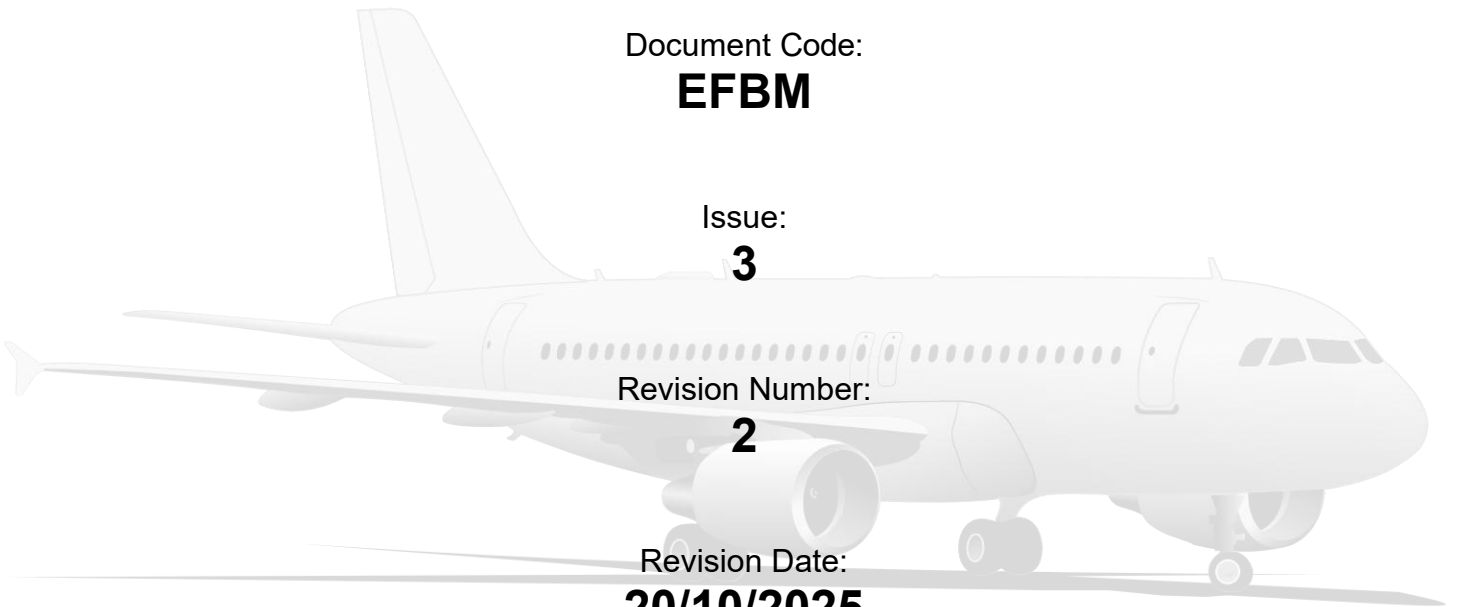 Document Code:
EFBM
Issue:
3
Revision Number:
2
Revision Date:
20/10/2025